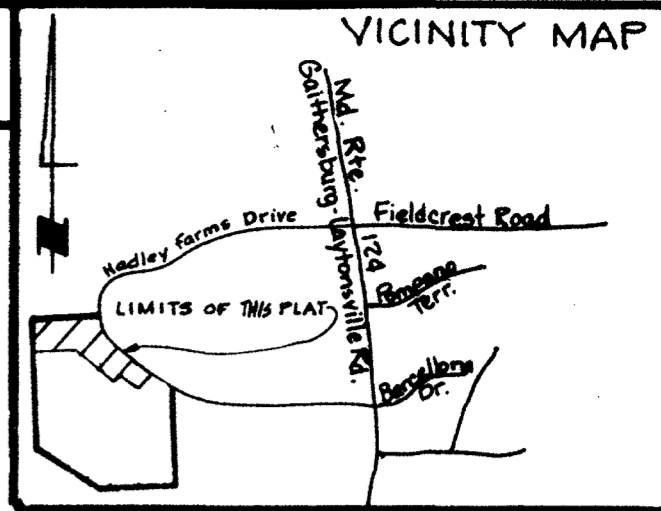 VICINITY MAP
Md. Rte. 124
Gaithersburg-Laytonsville Rd.
Hadley Farms Drive
Fieldcrest Road
LIMITS OF THIS PLAT
Pompano
Terr.
Barcellona
Dr.
N